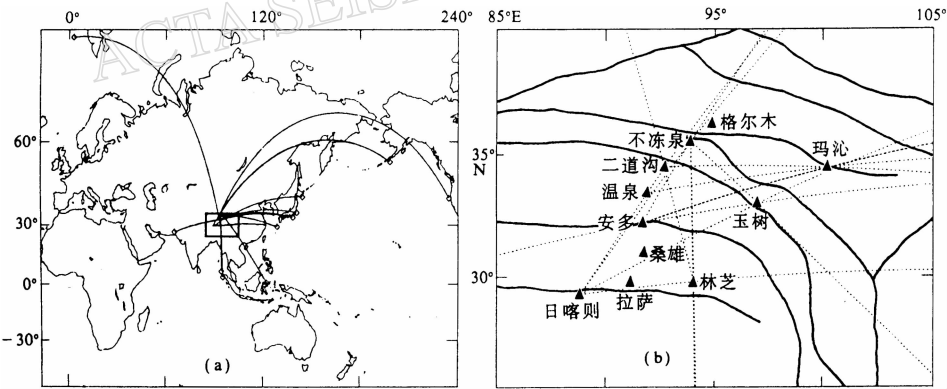 0° 120° 240°
60°
30°
0°
-30°
(a)
ACTA SEIS
85°E 95° 105°
35°
N
30°
格尔木
不冻泉
玛沁
二道沟
温泉
安多
玉树
桑雄
林芝
拉萨
日喀则
(b)